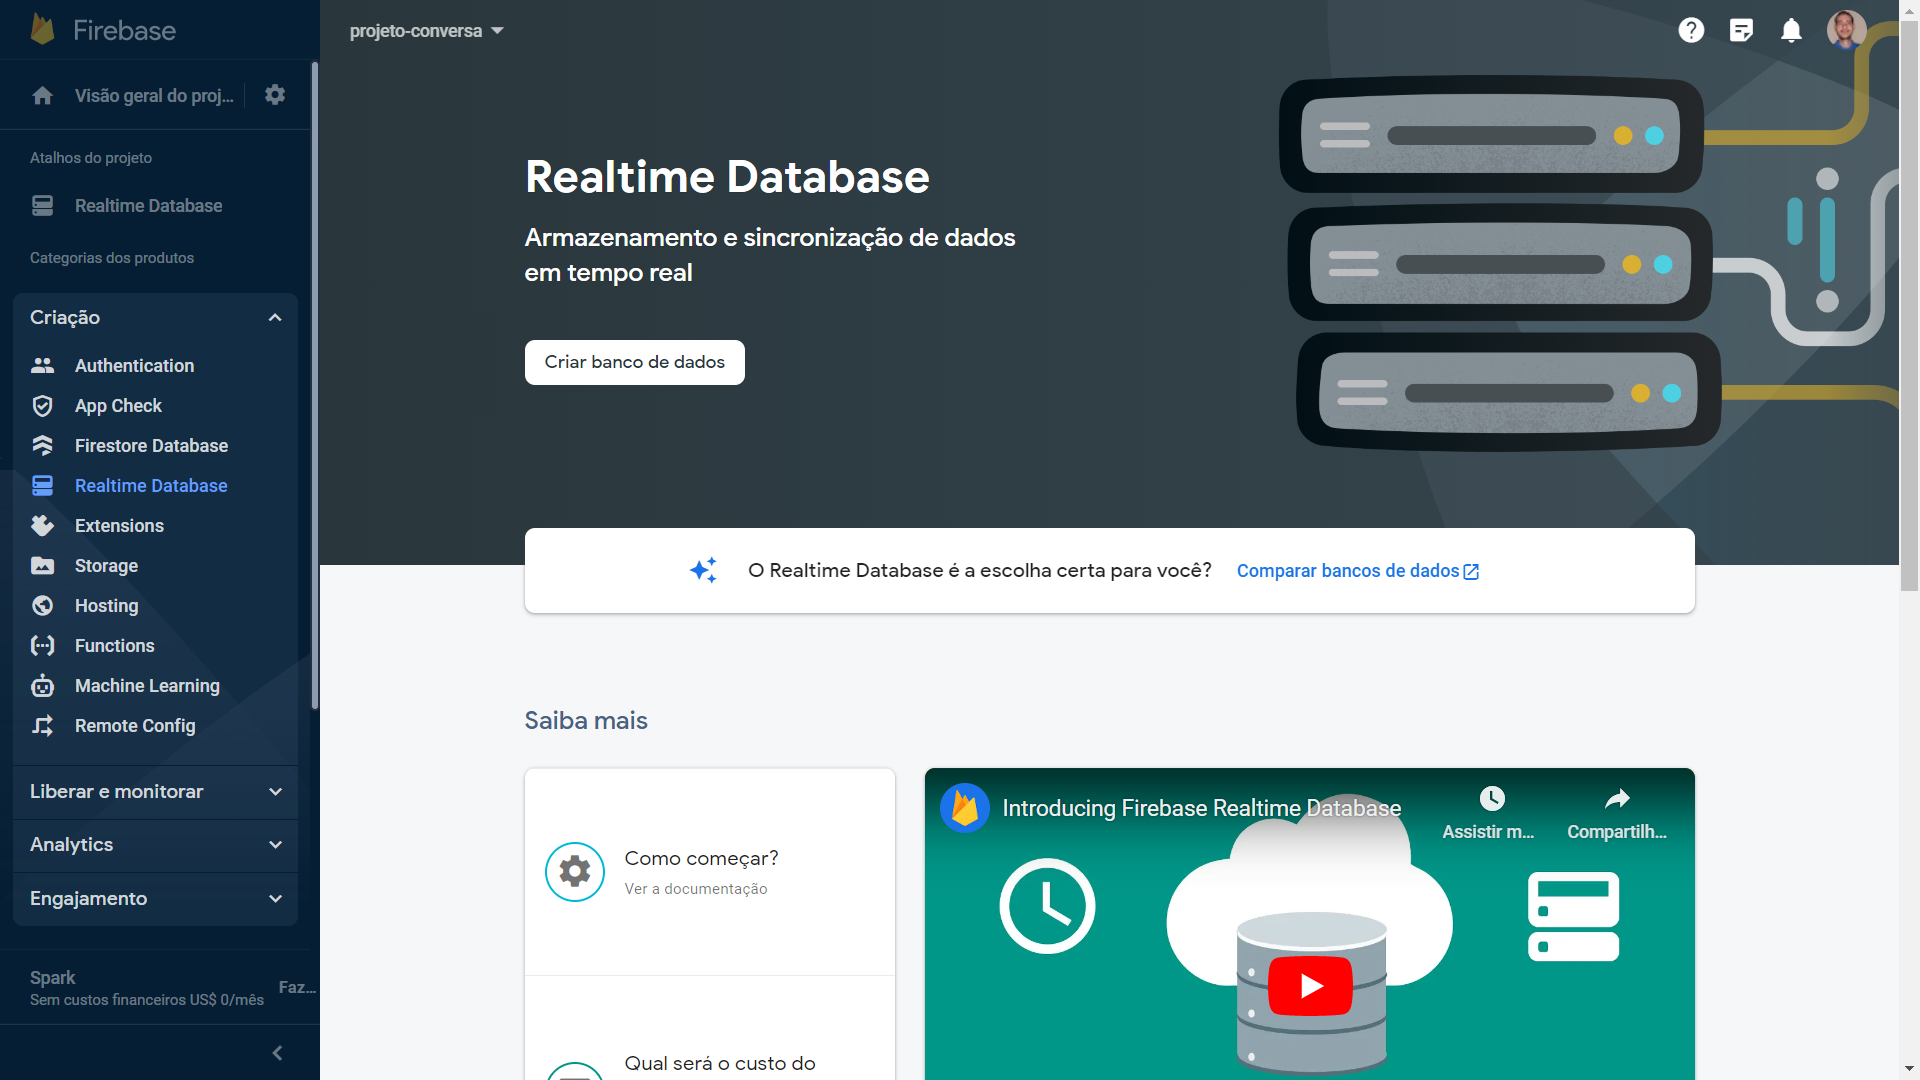 Firebase
projeto-conversa
Visão geral do proj...
Atalhos do projeto
Realtime Database
Categorias dos produtos
Criação
Authentication
App Check
Firestore Database
Realtime Database
Extensions
Storage
Hosting
Functions
Machine Learning
Remote Config
Liberar e monitorar
Analytics
Engajamento
Spark
Sem custos financeiros US$ 0/mês
Faz...
Realtime Database
Armazenamento e sincronização de dados
em tempo real
Criar banco de dados
O Realtime Database é a escolha certa para você? Comparar bancos de dados
Saiba mais
Como começar?
Ver a documentação
Qual será o custo do
Introducing Firebase Realtime Database
Assistir m...
Compartilh...